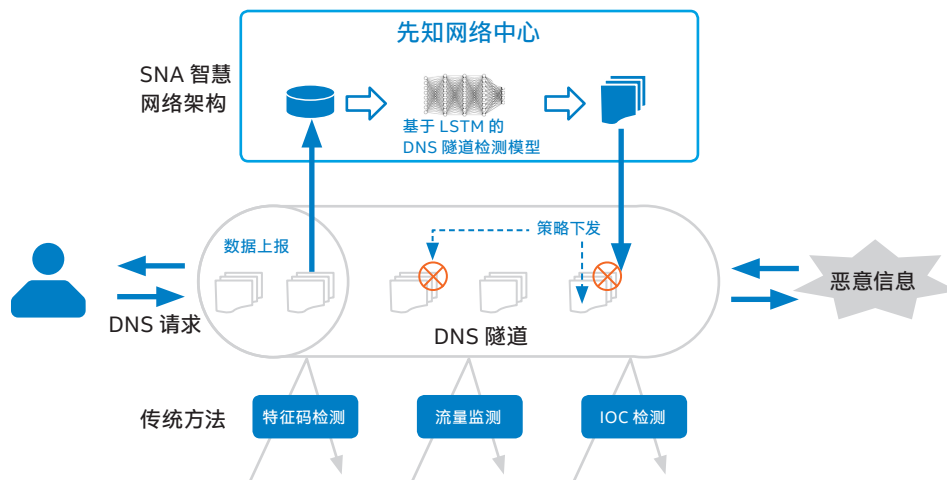 先知网络中心
SNA 智慧
网络架构
基于 LSTM 的
DNS 隧道检测模型
数据上报
策略下发
恶意信息
DNS 请求
DNS 隧道
传统方法
特征码检测
流量监测
IOC 检测